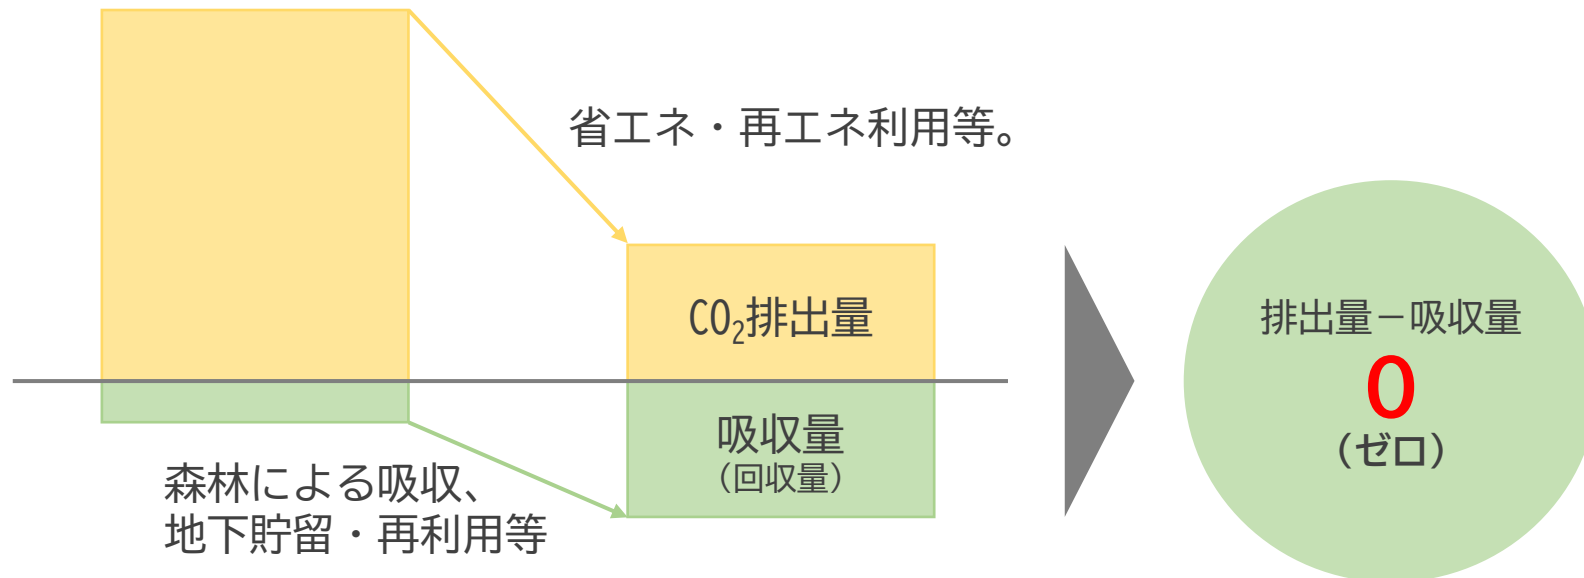 省エネ・再エネ利用等。
CO₂排出量
吸収量
（回収量）
森林による吸収、
地下貯留・再利用等
排出量－吸収量
0
（ゼロ）